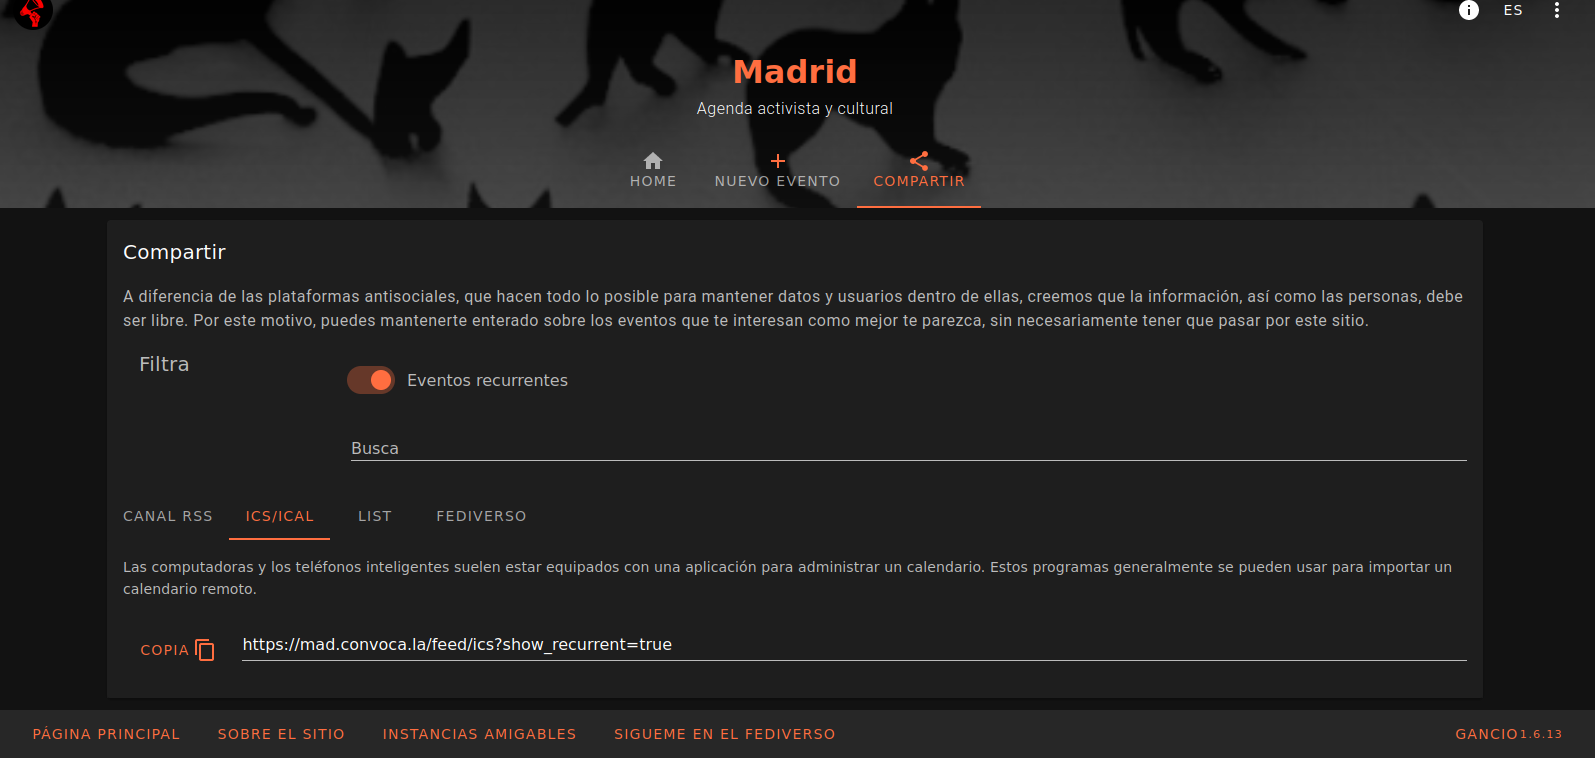 ES
Madrid
Agenda activista y cultural
HOME
NUEVO EVENTO
COMPARTIR
Compartir
A diferencia de las plataformas antisociales, que hacen todo lo posible para mantener datos y usuarios dentro de ellas, creemos que la información, así como las personas, debe
ser libre. Por este motivo, puedes mantenerte enterado sobre los eventos que te interesan como mejor te parezca, sin necesariamente tener que pasar por este sitio.
Filtra
Eventos recurrentes
Busca
CANAL RSS
ICS/ICAL
LIST
FEDIVERSO
Las computadoras y los teléfonos inteligentes suelen estar equipados con una aplicación para administrar un calendario. Estos programas generalmente se pueden usar para importar un
calendario remoto.
COPIA
https://mad.convoca.la/feed/ics?show_recurrent=true
PÁGINA PRINCIPAL
SOBRE EL SITIO
INSTANCIAS AMIGABLES
SIGUEME EN EL FEDIVERSO
GANCIO 1.6.13